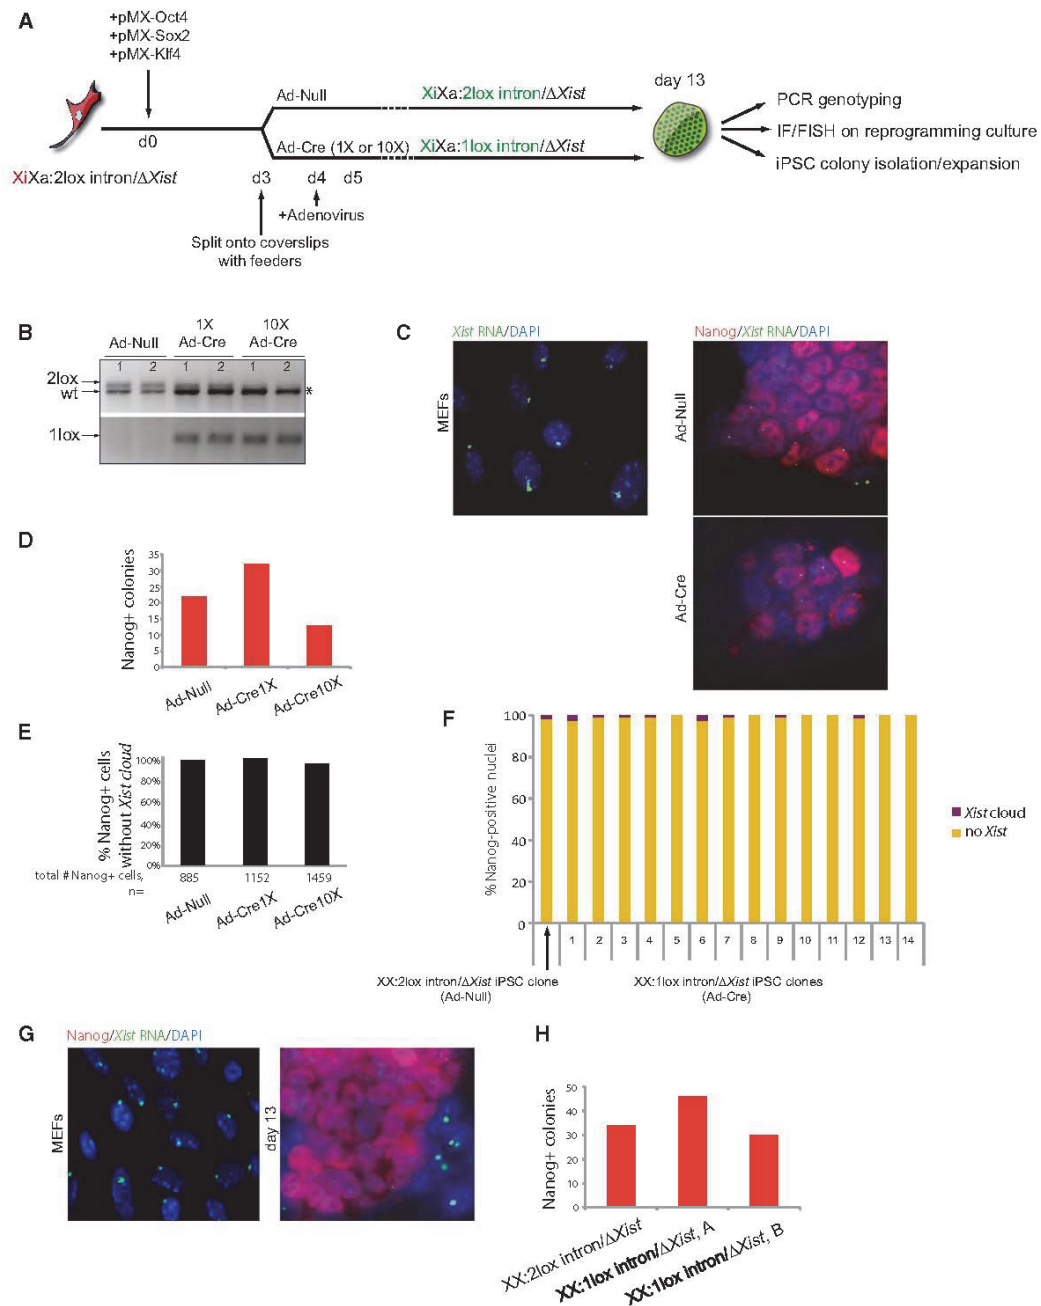 A
+pMX-Oct4
+pMX-Sox2
+pMX-Klf4
d0
XiXa:2lox intron/ΔXist
Ad-Null
XiXa:2lox intron/ΔXist
Ad-Cre (1X or 10X)
XiXa:1lox intron/ΔXist
d3
d4
d5
+Adenovirus
Split onto coverslips
with feeders
day 13
PCR genotyping
IF/FISH on reprogramming culture
iPSC colony isolation/expansion
B
Ad-Null
1X
Ad-Cre
10X
Ad-Cre
1 2 1 2 1 2
2lox
wt
*
1lox
C
Xist RNA/DAPI
MEFs
Nanog/Xist RNA/DAPI
Ad-Null
Ad-Cre
D
Nanog+ colonies
35
30
25
20
15
10
5
0
Ad-Null
Ad-Cre1X
Ad-Cre10X
E
% Nanog+ cells
without Xist cloud
100%
80%
60%
40%
20%
0%
total # Nanog+ cells,
n=
885 1152 1459
Ad-Null
Ad-Cre1X
Ad-Cre10X
F
% Nanog-positive nuclei
100
80
60
40
20
0
1 2 3 4 5 6 7 8 9 10 11 12 13 14
Xist cloud
no Xist
XX:2lox intron/ΔXist iPSC clone
(Ad-Null)
XX:1lox intron/ΔXist iPSC clones
(Ad-Cre)
G
Nanog/Xist RNA/DAPI
MEFs
day 13
H
Nanog+ colonies
50
40
30
20
10
0
XX:2lox intron/ΔXist
XX:1lox intron/ΔXist, A
XX:1lox intron/ΔXist, B